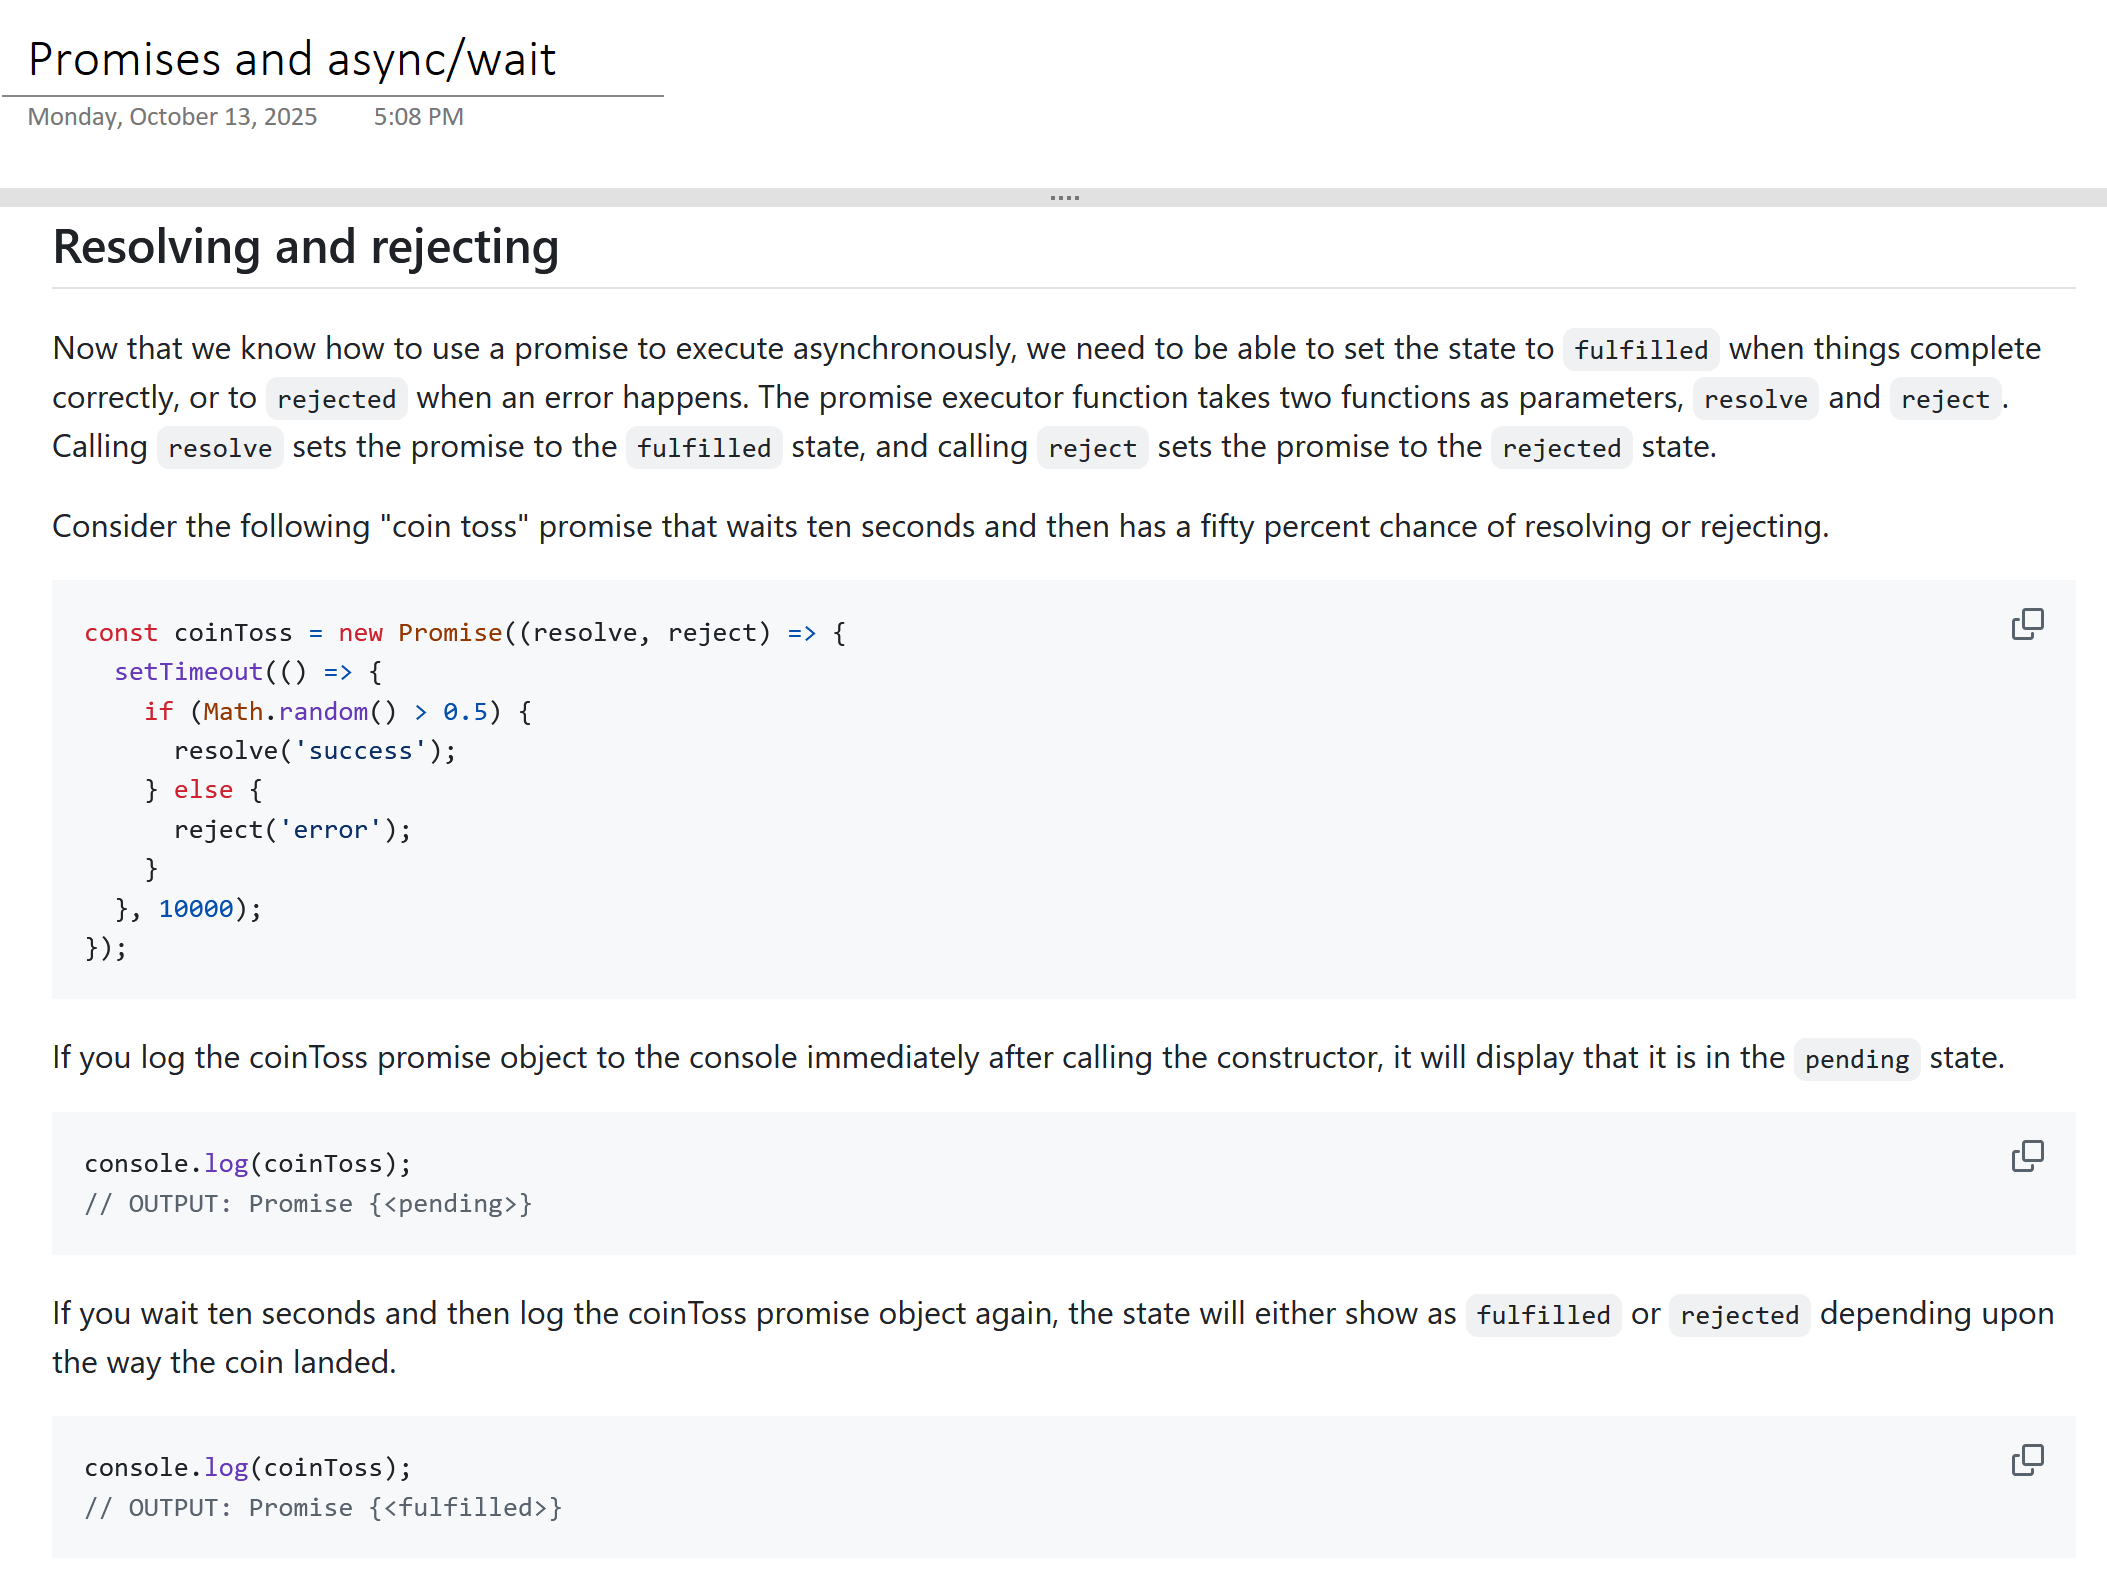 Promises and async/wait
Monday, October 13, 2025 5:08 PM
Resolving and rejecting
Now that we know how to use a promise to execute asynchronously, we need to be able to set the state to fulfilled when things complete
correctly, or to rejected when an error happens. The promise executor function takes two functions as parameters, resolve and reject.
Calling resolve sets the promise to the fulfilled state, and calling reject sets the promise to the rejected state.
Consider the following "coin toss" promise that waits ten seconds and then has a fifty percent chance of resolving or rejecting.
const coinToss = new Promise((resolve, reject) => {
  setTimeout(() => {
    if (Math.random() > 0.5) {
      resolve('success');
    } else {
      reject('error');
    }
  }, 10000);
});
If you log the coinToss promise object to the console immediately after calling the constructor, it will display that it is in the pending state.
console.log(coinToss);
// OUTPUT: Promise {<pending>}
If you wait ten seconds and then log the coinToss promise object again, the state will either show as fulfilled or rejected depending upon
the way the coin landed.
console.log(coinToss);
// OUTPUT: Promise {<fulfilled>}